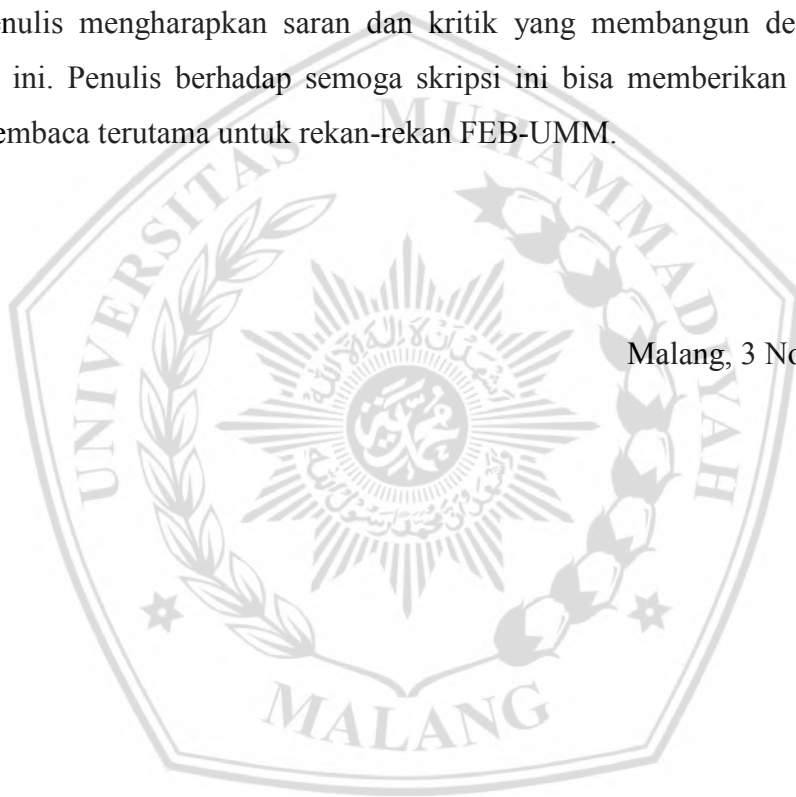 enulis mengharapkan saran dan kritik yang membangun de
ini. Penulis berhadap semoga skripsi ini bisa memberikan
embaca terutama untuk rekan-rekan FEB-UMM.
UNIVERSITAS MUHAMMADIYAH
Malang, 3 No
MALANG